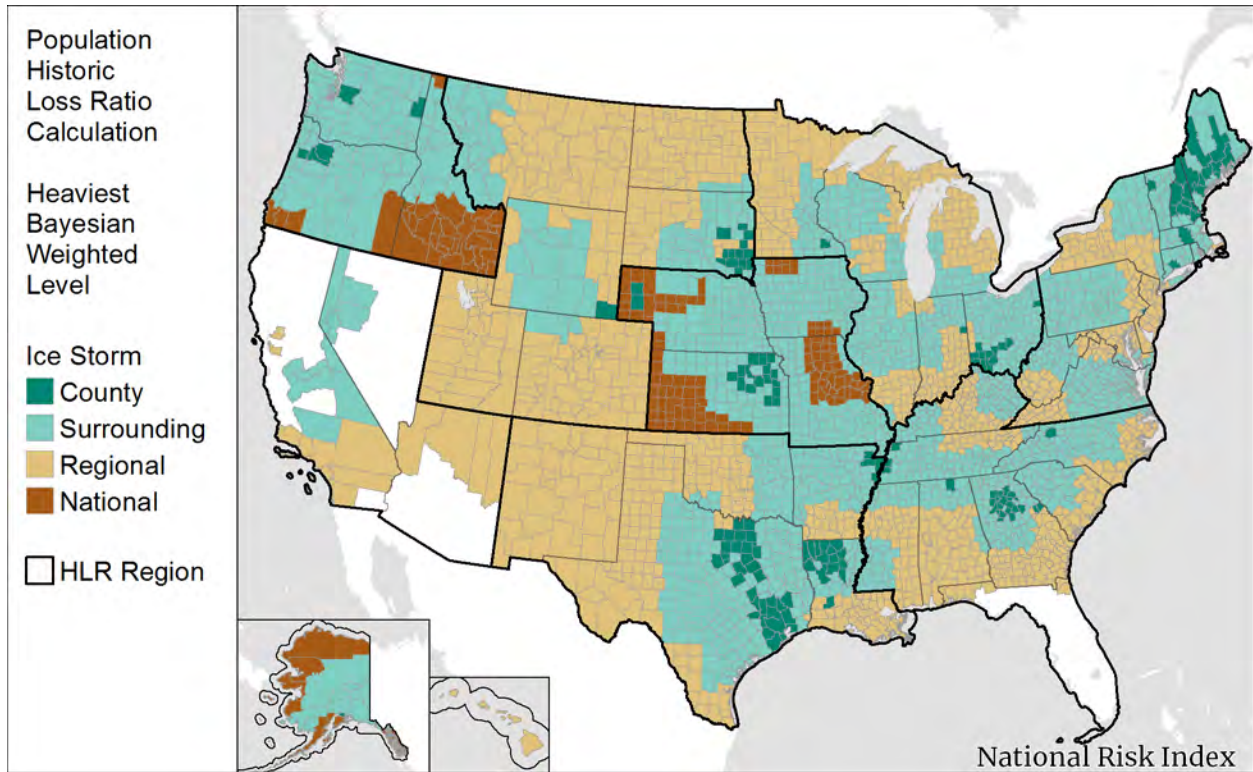 Population
Historic
Loss Ratio
Calculation
Heaviest
Bayesian
Weighted
Level
Ice Storm
County
Surrounding
Regional
National
HLR Region
National Risk Index